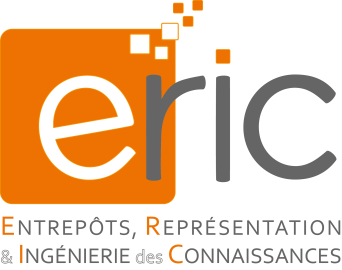 eric
ENTREPÔTS, REPRÉSENTATION
& INGÉNIERIE des CONNAISSANCES